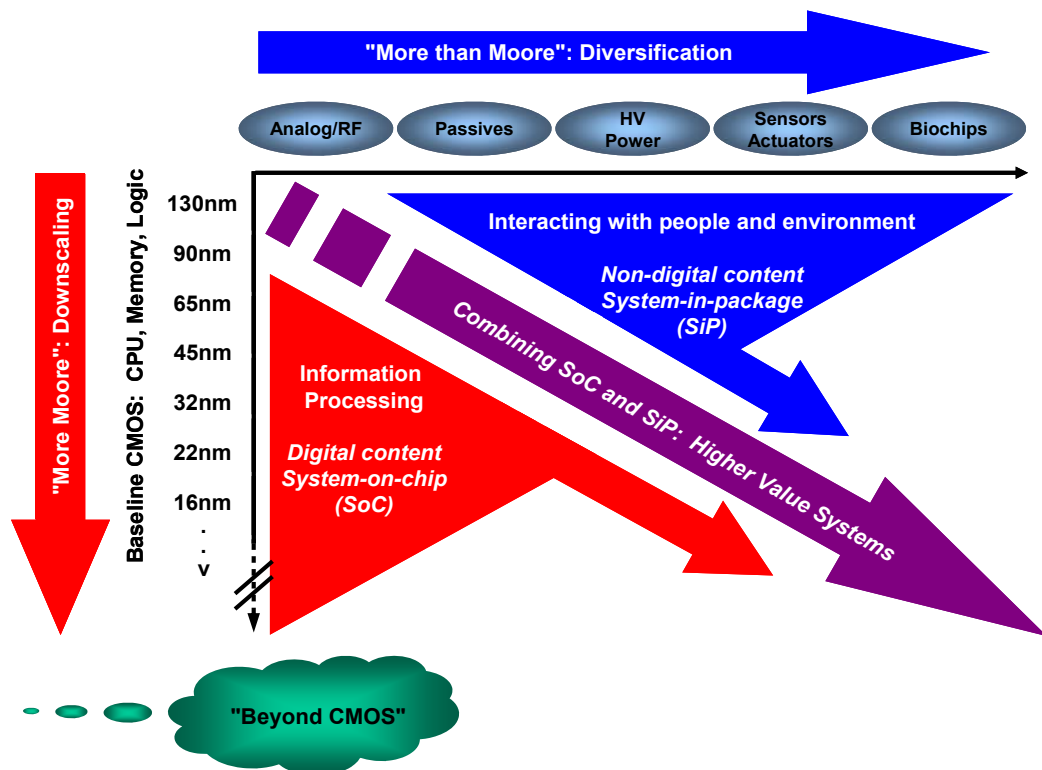 "More than Moore": Diversification
Analog/RF
Passives
HV
Power
Sensors
Actuators
Biochips
"More Moore": Downscaling
Baseline CMOS: CPU, Memory, Logic
130nm
90nm
65nm
45nm
32nm
22nm
16nm
.
.
v
Interacting with people and environment
Non-digital content
System-in-package
(SiP)
Combining SoC and SiP: Higher Value Systems
Information
Processing
Digital content
System-on-chip
(SoC)
"Beyond CMOS"